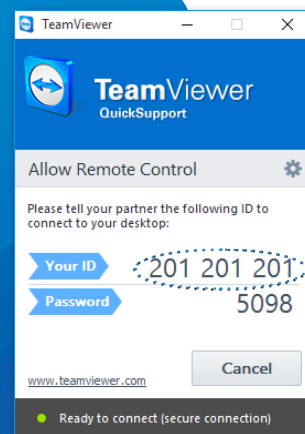 TeamViewer
TeamViewer
QuickSupport
Allow Remote Control
Please tell your partner the following ID to
connect to your desktop:
Your ID 201 201 201
Password 5098
Cancel
www.teamviewer.com
Ready to connect (secure connection)